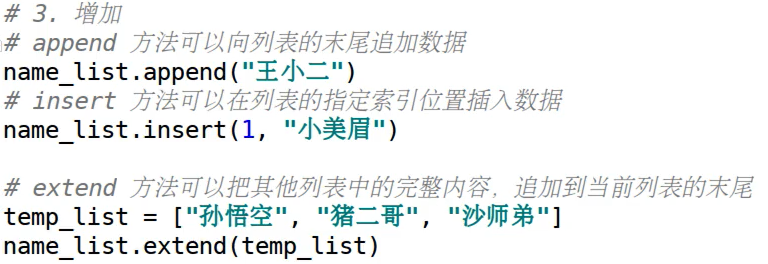 # 3. 增加
# append 方法可以向列表的末尾追加数据
name_list.append("王小二")
# insert 方法可以在列表的指定索引位置插入数据
name_list.insert(1, "小美眉")
# extend 方法可以把其他列表中的完整内容，追加到当前列表的末尾
temp_list = ["孙悟空", "猪二哥", "沙师弟"]
name_list.extend(temp_list)